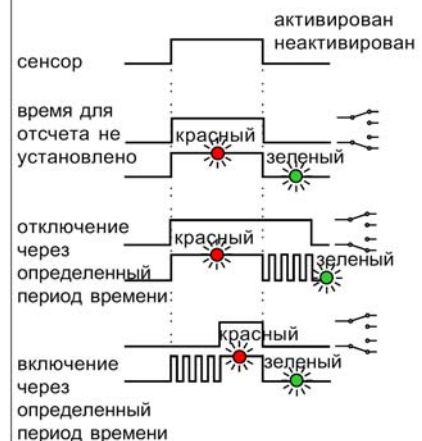 активирован
неактивирован
сенсор
время для
отсчета не
установлено
красный
зеленый
отключение
через
определенный
период времени
красный
зеленый
включение
через
определенный
период времени
красный
зеленый